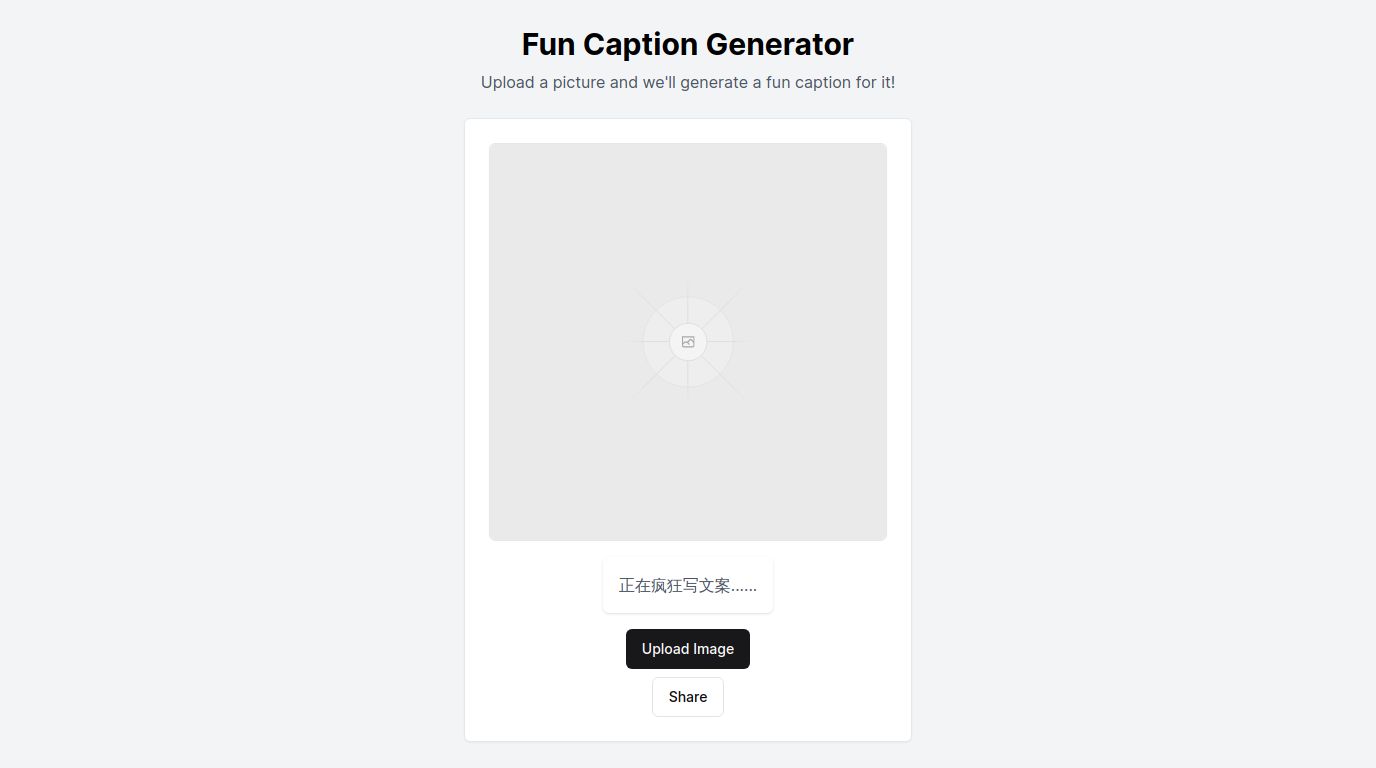 Fun Caption Generator
Upload a picture and we'll generate a fun caption for it!
正在疯狂写文案......
Upload Image
Share